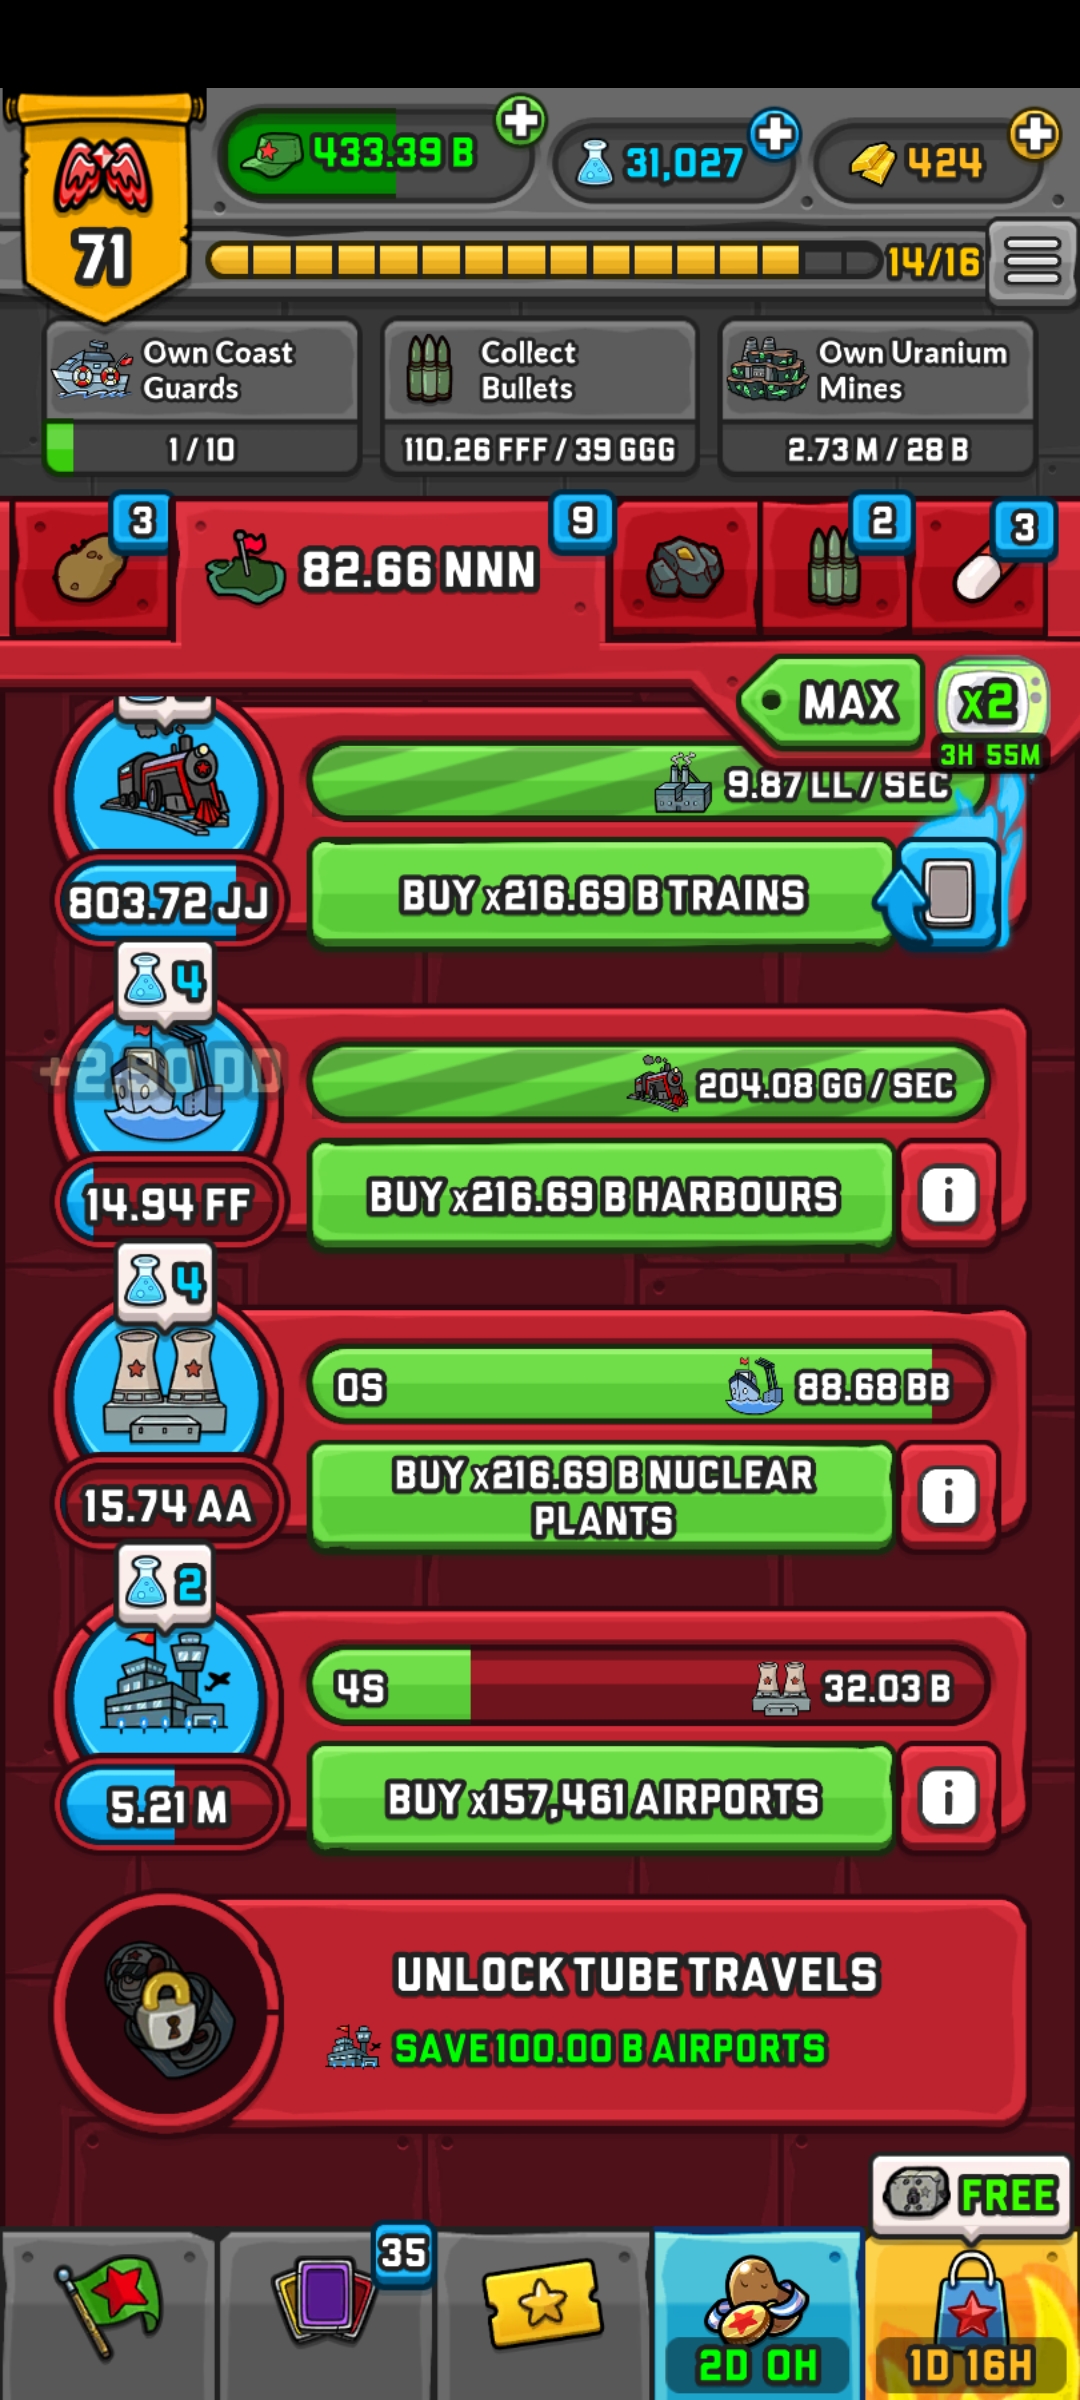 433.39 B
31,027
424
71
14/16
Own Coast
Guards
1/10
Collect
Bullets
110.26 FFF / 39 GGG
Own Uranium
Mines
2.73 M / 28 B
3
82.66 NNN
9
2
3
MAX
x2
3H 55M
9.87 LL / SEC
803.72 JJ
BUY x216.69 B TRAINS
4
+2.50 DD
204.08 GG / SEC
14.94 FF
BUY x216.69 B HARBOURS
i
4
0S
88.68 BB
15.74 AA
BUY x216.69 B NUCLEAR
PLANTS
i
2
4S
32.03 B
5.21 M
BUY x157,461 AIRPORTS
i
UNLOCK TUBE TRAVELS
SAVE 100.00 B AIRPORTS
FREE
35
2D 0H
1D 16H